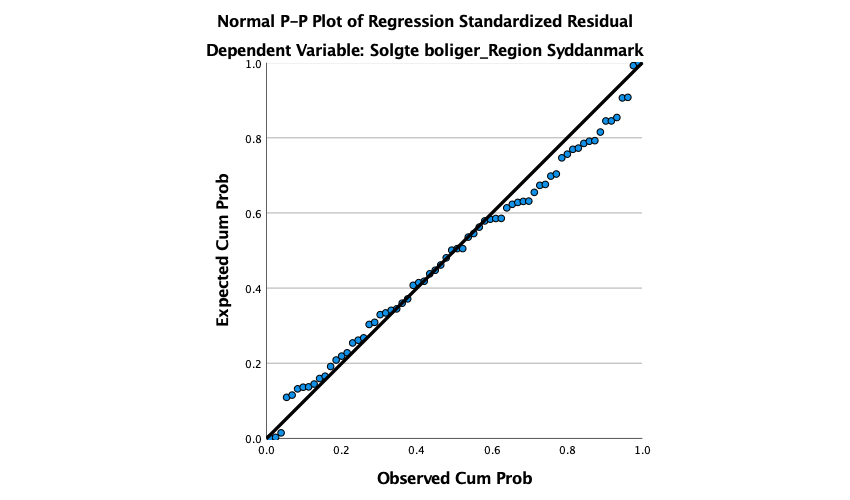 Normal P-P Plot of Regression Standardized Residual
Dependent Variable: Solgte boliger_Region Syddanmark
1.0
0.8
0.6
0.4
0.2
0.0
Expected Cum Prob
0.0 0.2 0.4 0.6 0.8 1.0
Observed Cum Prob